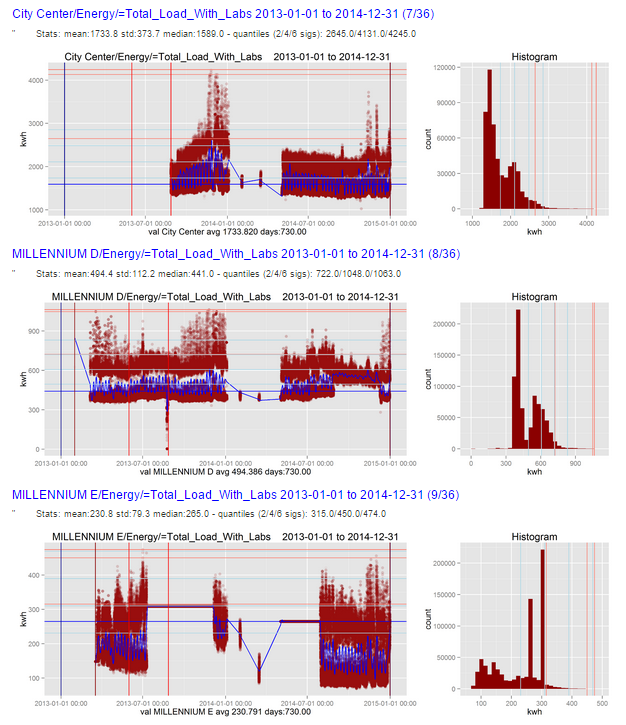 City Center/Energy/=Total_Load_With_Labs 2013-01-01 to 2014-12-31 (7/36)
" Stats: mean:1733.8 std:373.7 median:1589.0 - quantiles (2/4/6 sigs): 2645.0/4131.0/4245.0
City Center/Energy/=Total_Load_With_Labs 2013-01-01 to 2014-12-31
Histogram
kwh
4000
3000
2000
1000
2013-01-01 00:00 2013-07-01 00:00 2014-01-01 00:00 2014-07-01 00:00 2015-01-01 00:00
val City Center avg 1733.820 days:730.00
count
120000
90000
60000
30000
0
1000 2000 3000 4000
kwh
MILLENNIUM D/Energy/=Total_Load_With_Labs 2013-01-01 to 2014-12-31 (8/36)
" Stats: mean:494.4 std:112.2 median:441.0 - quantiles (2/4/6 sigs): 722.0/1048.0/1063.0
MILLENNIUM D/Energy/=Total_Load_With_Labs 2013-01-01 to 2014-12-31
Histogram
kwh
900
600
300
0
2013-01-01 00:00 2013-07-01 00:00 2014-01-01 00:00 2014-07-01 00:00 2015-01-01 00:00
val MILLENNIUM D avg 494.386 days:730.00
count
200000
150000
100000
50000
0
0 300 600 900
kwh
MILLENNIUM E/Energy/=Total_Load_With_Labs 2013-01-01 to 2014-12-31 (9/36)
" Stats: mean:230.8 std:79.3 median:265.0 - quantiles (2/4/6 sigs): 315.0/450.0/474.0
MILLENNIUM E/Energy/=Total_Load_With_Labs 2013-01-01 to 2014-12-31
Histogram
kwh
400
300
200
100
2013-01-01 00:00 2013-07-01 00:00 2014-01-01 00:00 2014-07-01 00:00 2015-01-01 00:00
val MILLENNIUM E avg 230.791 days:730.00
count
200000
150000
100000
50000
0
100 200 300 400
kwh